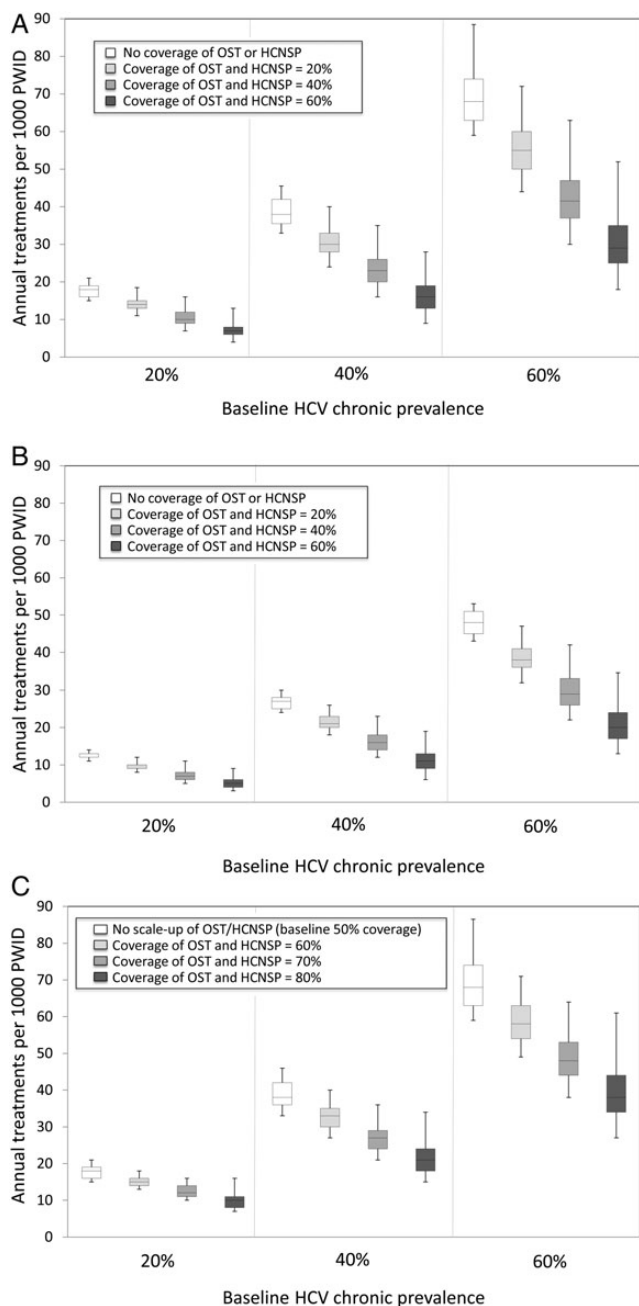 A
90
80
70
60
50
40
30
20
10
0
Annual treatments per 1000 PWID
No coverage of OST or HCNSP
Coverage of OST and HCNSP = 20%
Coverage of OST and HCNSP = 40%
Coverage of OST and HCNSP = 60%
20% 40% 60%
Baseline HCV chronic prevalence
B
90
80
70
60
50
40
30
20
10
0
Annual treatments per 1000 PWID
No coverage of OST or HCNSP
Coverage of OST and HCNSP = 20%
Coverage of OST and HCNSP = 40%
Coverage of OST and HCNSP = 60%
20% 40% 60%
Baseline HCV chronic prevalence
C
90
80
70
60
50
40
30
20
10
0
Annual treatments per 1000 PWID
No scale-up of OST/HCNSP (baseline 50% coverage)
Coverage of OST and HCNSP = 60%
Coverage of OST and HCNSP = 70%
Coverage of OST and HCNSP = 80%
20% 40% 60%
Baseline HCV chronic prevalence